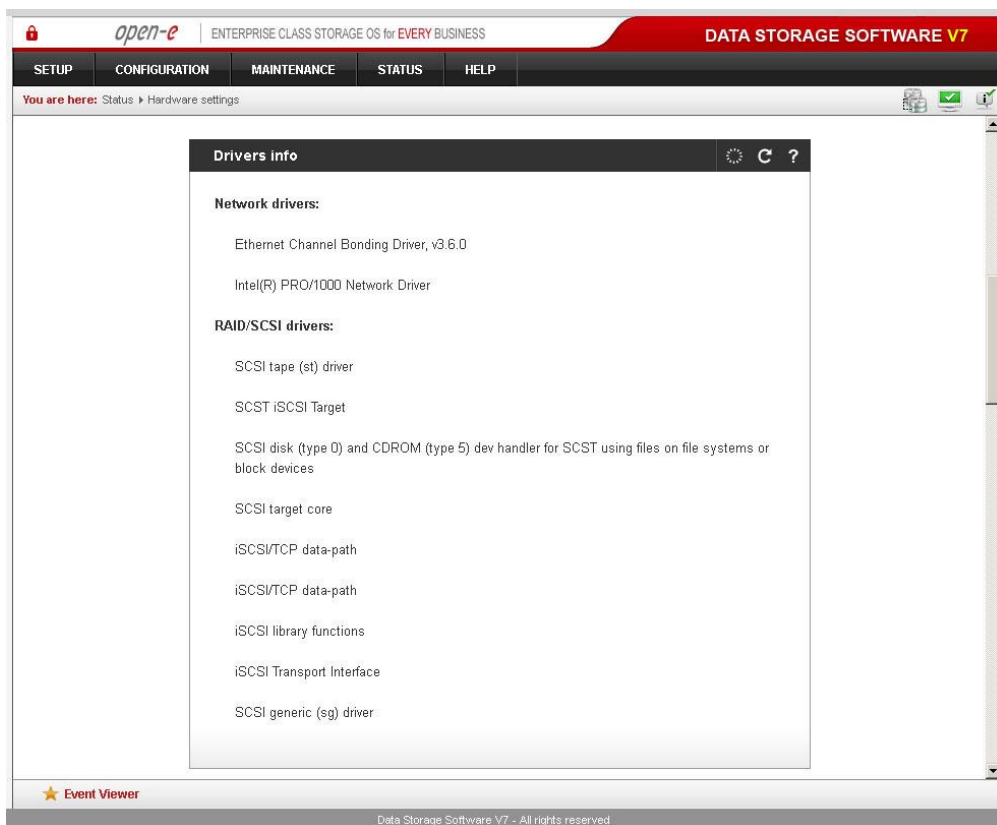 open-e ENTERPRISE CLASS STORAGE OS for EVERY BUSINESS DATA STORAGE SOFTWARE V7
SETUP CONFIGURATION MAINTENANCE STATUS HELP
You are here: Status Hardware settings
Drivers info ?
Network drivers:
Ethernet Channel Bonding Driver, v3.6.0
Intel(R) PRO/1000 Network Driver
RAID/SCSI drivers:
SCSI tape (st) driver
SCST iSCSI Target
SCSI disk (type 0) and CDROM (type 5) dev handler for SCST using files on file systems or
block devices
SCSI target core
iSCSI/TCP data-path
iSCSI/TCP data-path
iSCSI library functions
iSCSI Transport Interface
SCSI generic (sg) driver
Event Viewer
Data Storage Software V7 - All rights reserved